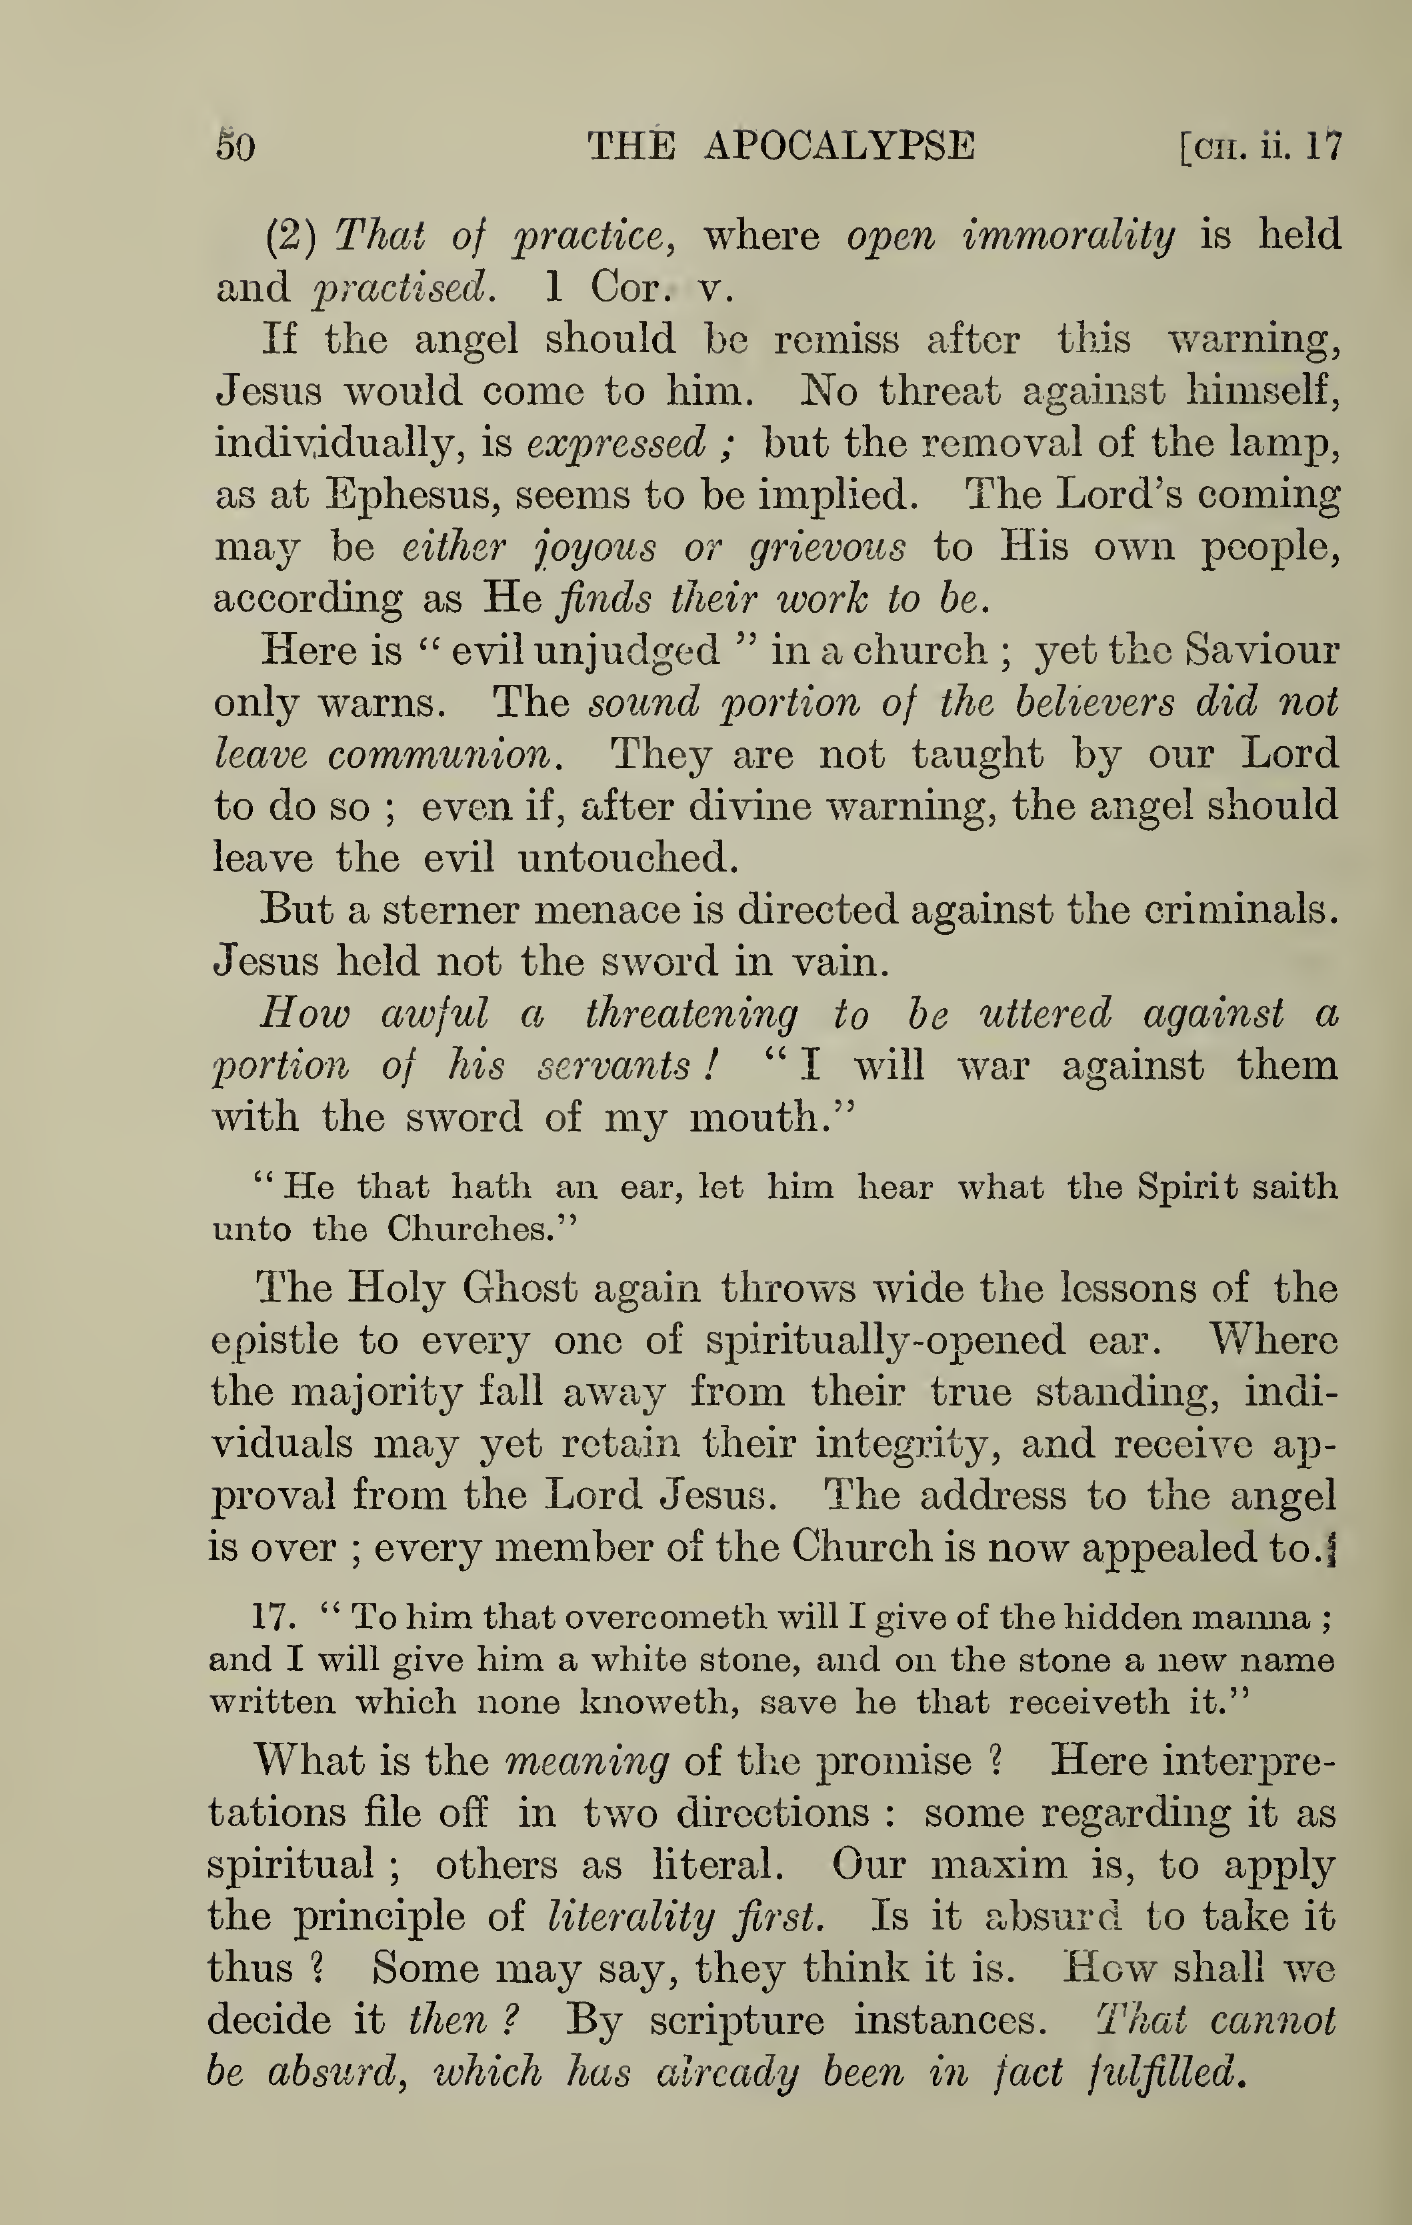 50 THE APOCALYPSE [CH. ii. 17
(2) That of practice, where open immorality is held
and practised. 1 Cor. v.
If the angel should be remiss after this warning,
Jesus would come to him. No threat against himself,
individually, is expressed ; but the removal of the lamp,
as at Ephesus, seems to be implied. The Lord's coming
may be either joyous or grievous to His own people,
according as He finds their work to be.
Here is " evil unjudged " in a church ; yet the Saviour
only warns. The sound portion of the believers did not
leave communion. They are not taught by our Lord
to do so ; even if, after divine warning, the angel should
leave the evil untouched.
But a sterner menace is directed against the criminals.
Jesus held not the sword in vain.
How awful a threatening to be uttered against a
portion of his servants ! " I will war against them
with the sword of my mouth."
" He that hath an ear, let him hear what the Spirit saith
unto the Churches."
The Holy Ghost again throws wide the lessons of the
epistle to every one of spiritually-opened ear. Where
the majority fall away from their true standing, indi-
viduals may yet retain their integrity, and receive ap-
proval from the Lord Jesus. The address to the angel
is over ; every member of the Church is now appealed to.
17. " To him that overcometh will I give of the hidden manna ;
and I will give him a white stone, and on the stone a new name
written which none knoweth, save he that receiveth it."
What is the meaning of the promise ? Here interpre-
tations file off in two directions : some regarding it as
spiritual ; others as literal. Our maxim is, to apply
the principle of literality first. Is it absurd to take it
thus ? Some may say, they think it is. How shall we
decide it then ? By scripture instances. That cannot
be absurd, which has already been in fact fulfilled.